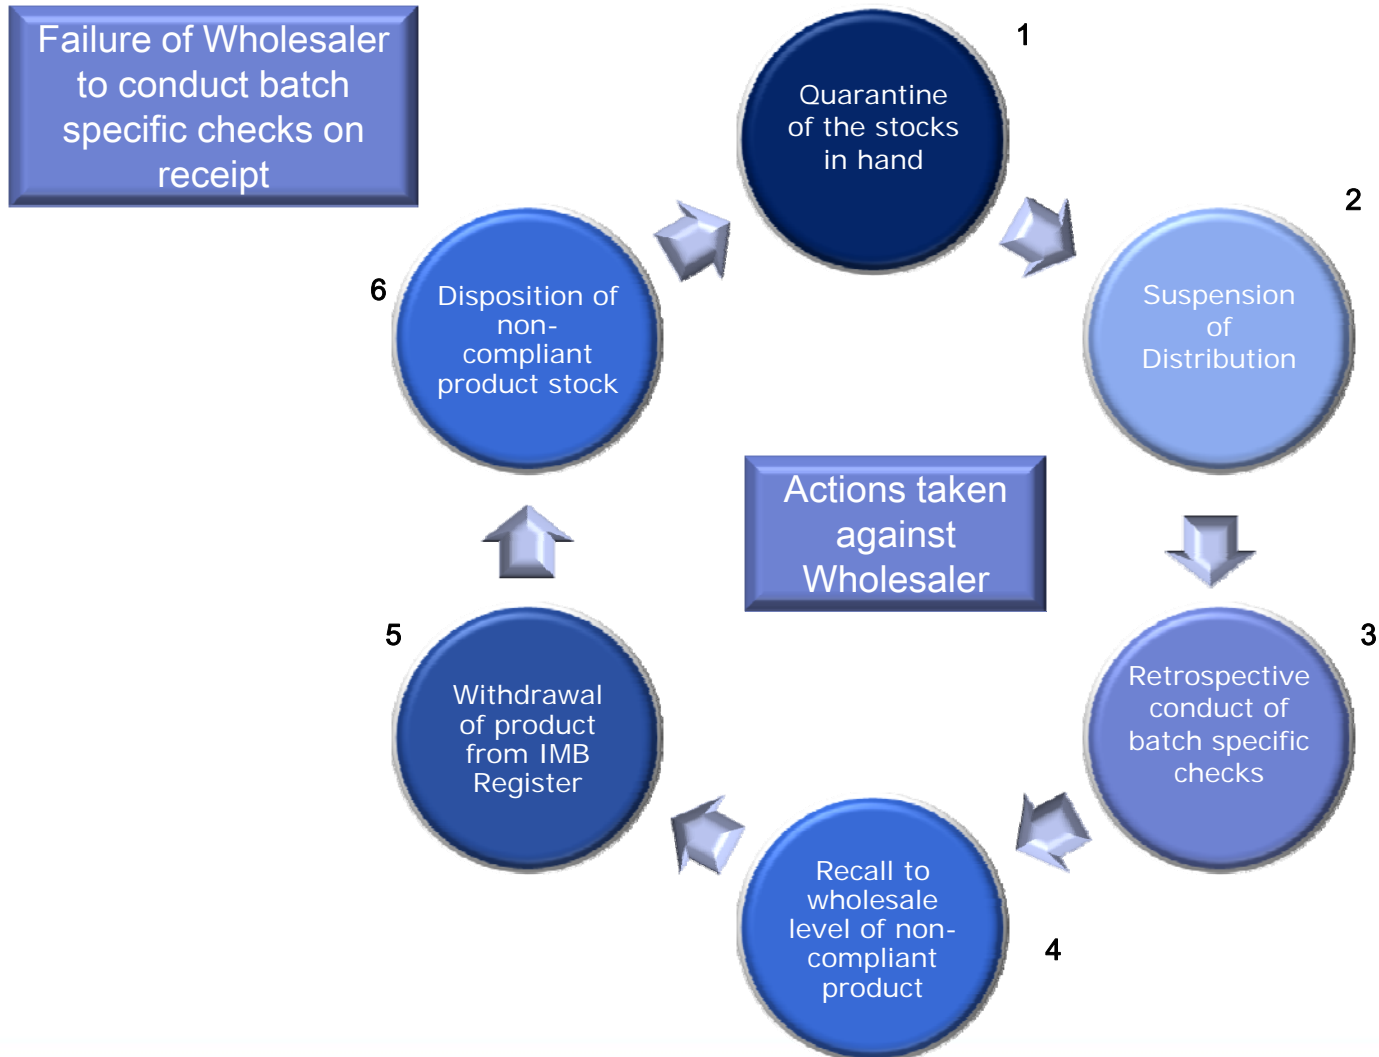 Failure of Wholesaler
to conduct batch
specific checks on
receipt
1
Quarantine
of the stocks
in hand
2
Suspension
of
Distribution
3
Retrospective
conduct of
batch specific
checks
4
Recall to
wholesale
level of non-
compliant
product
5
Withdrawal
of product
from IMB
Register
6
Disposition of
non-
compliant
product stock
Actions taken
against
Wholesaler